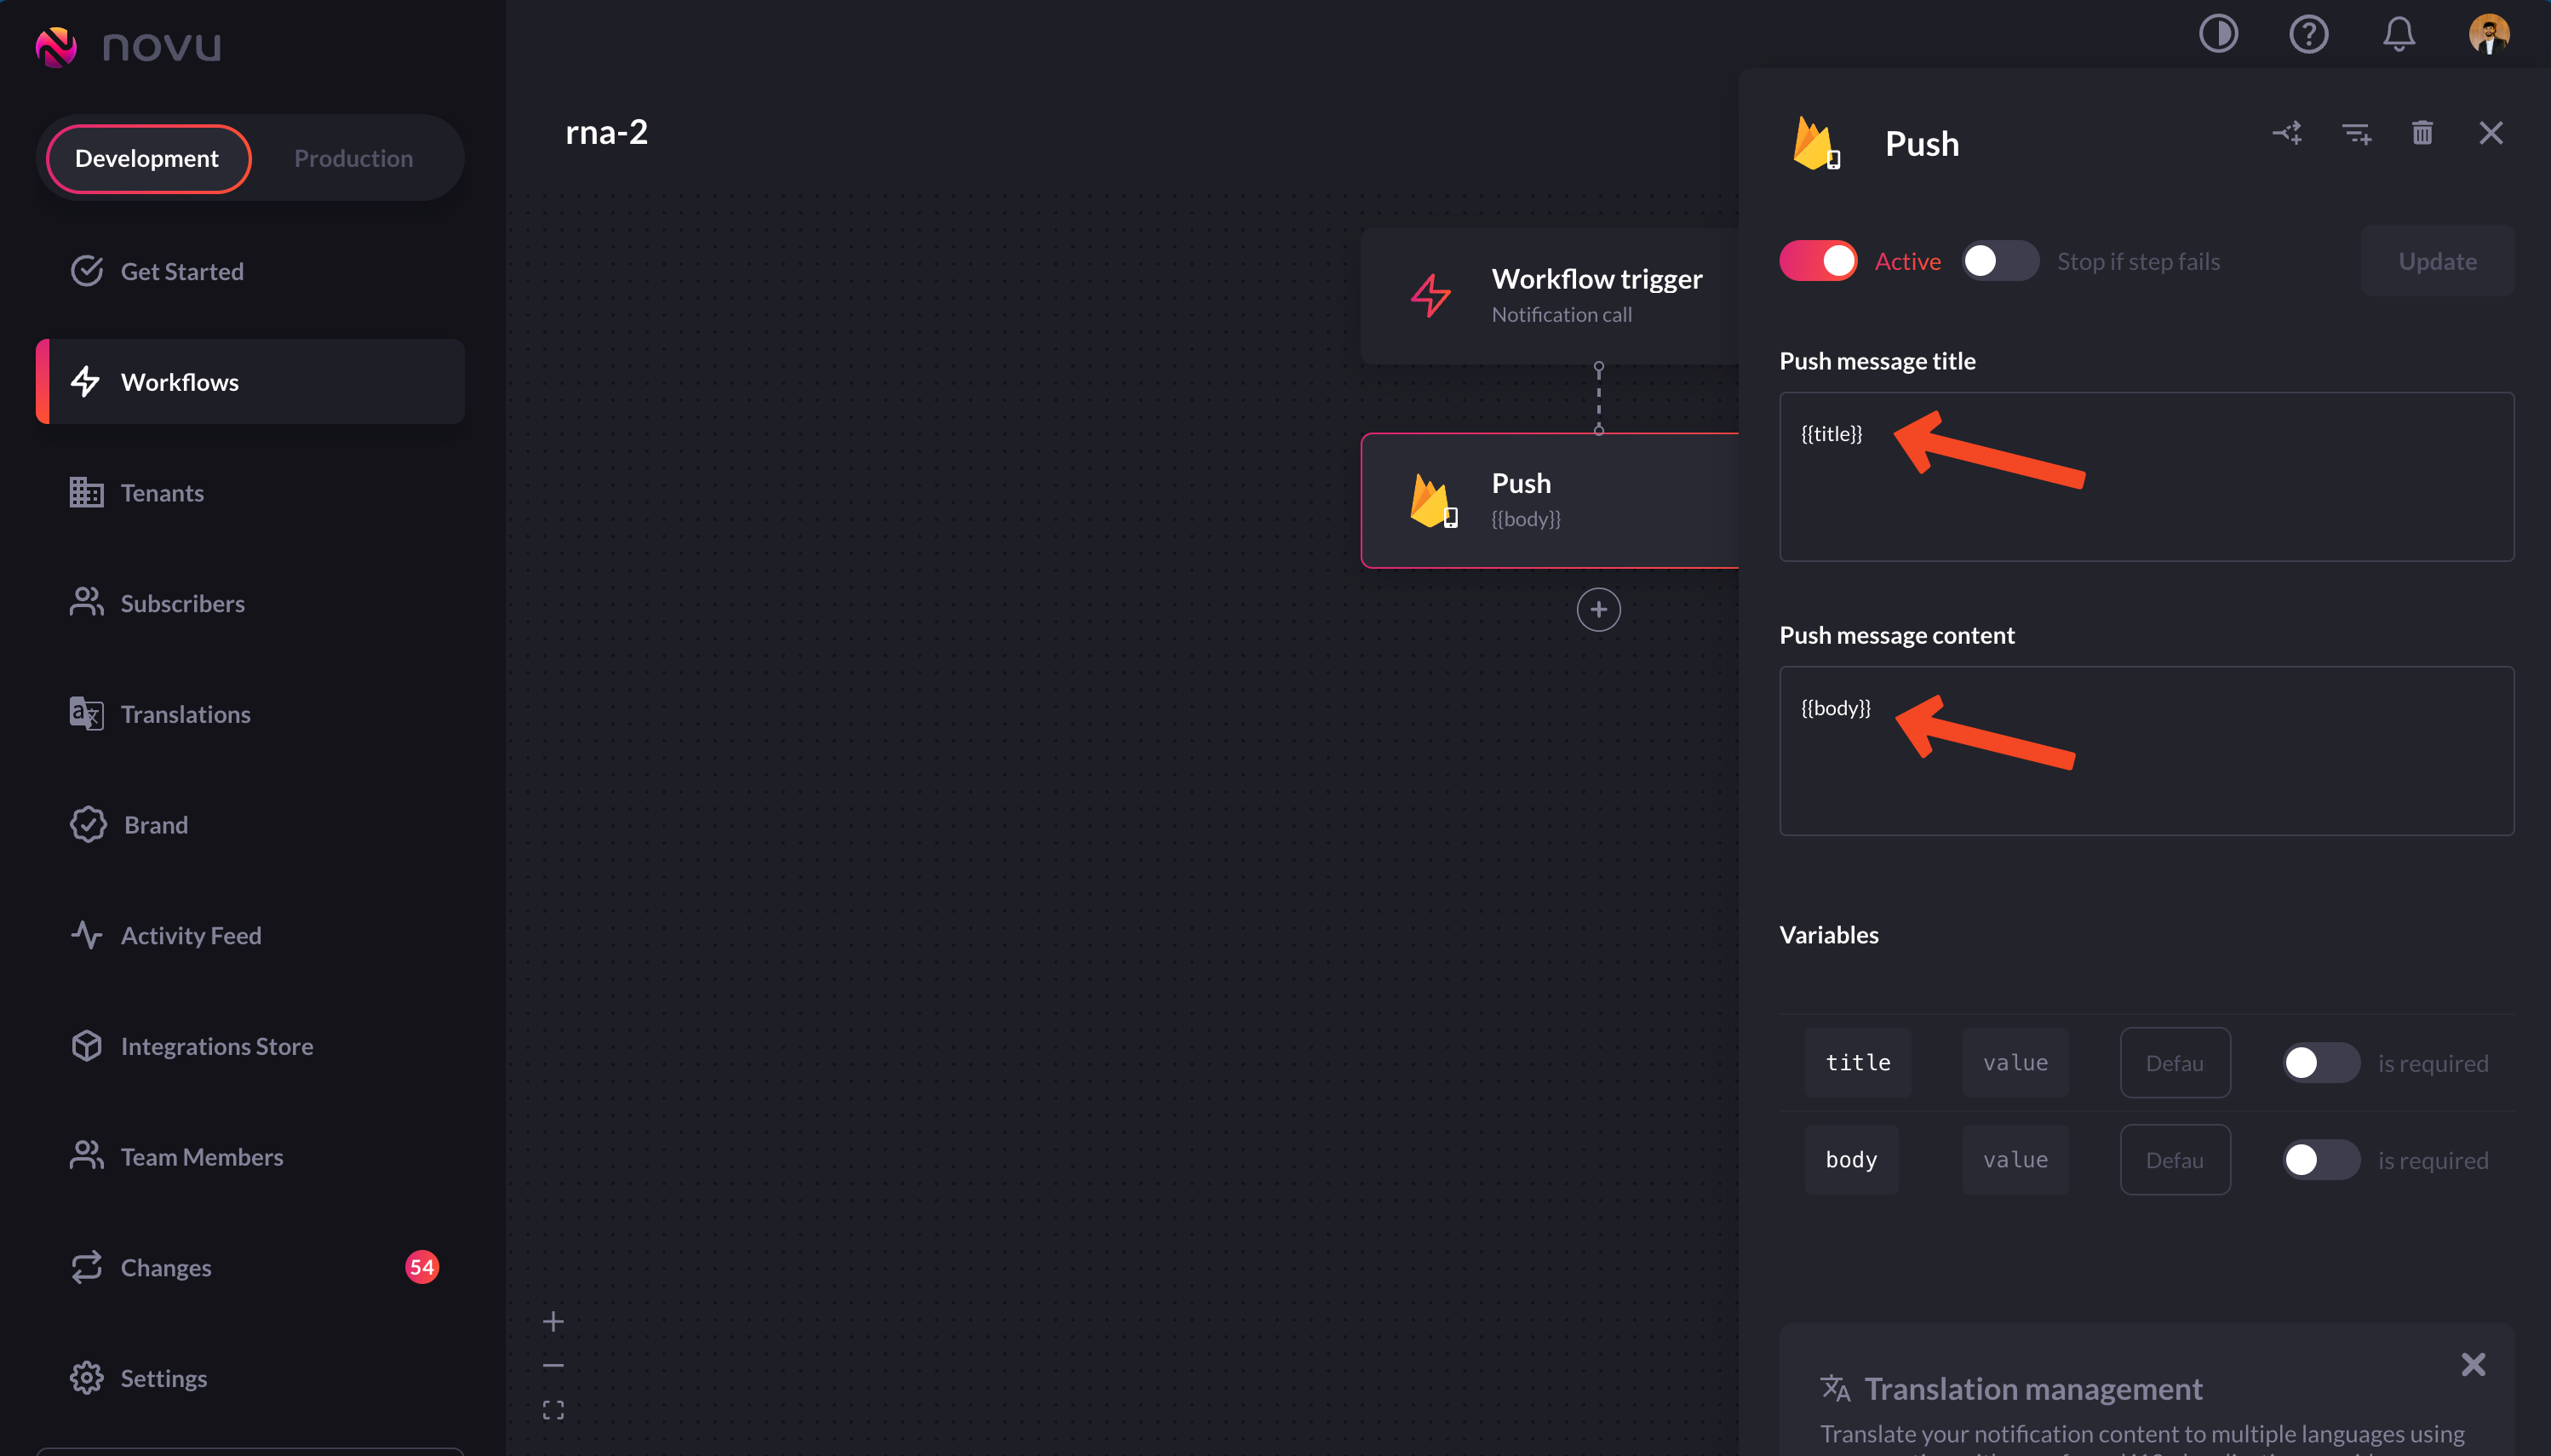 novu
Development
Production
Get Started
Workflows
Tenants
Subscribers
Translations
Brand
Activity Feed
Integrations Store
Team Members
Changes
54
Settings
rna-2
Workflow trigger
Notification call
Push
{{body}}
Push
Active
Stop if step fails
Update
Push message title
{{title}}
Push message content
{{body}}
Variables
title
value
Defau
is required
body
value
Defau
is required
Translation management
Translate your notification content to multiple languages using